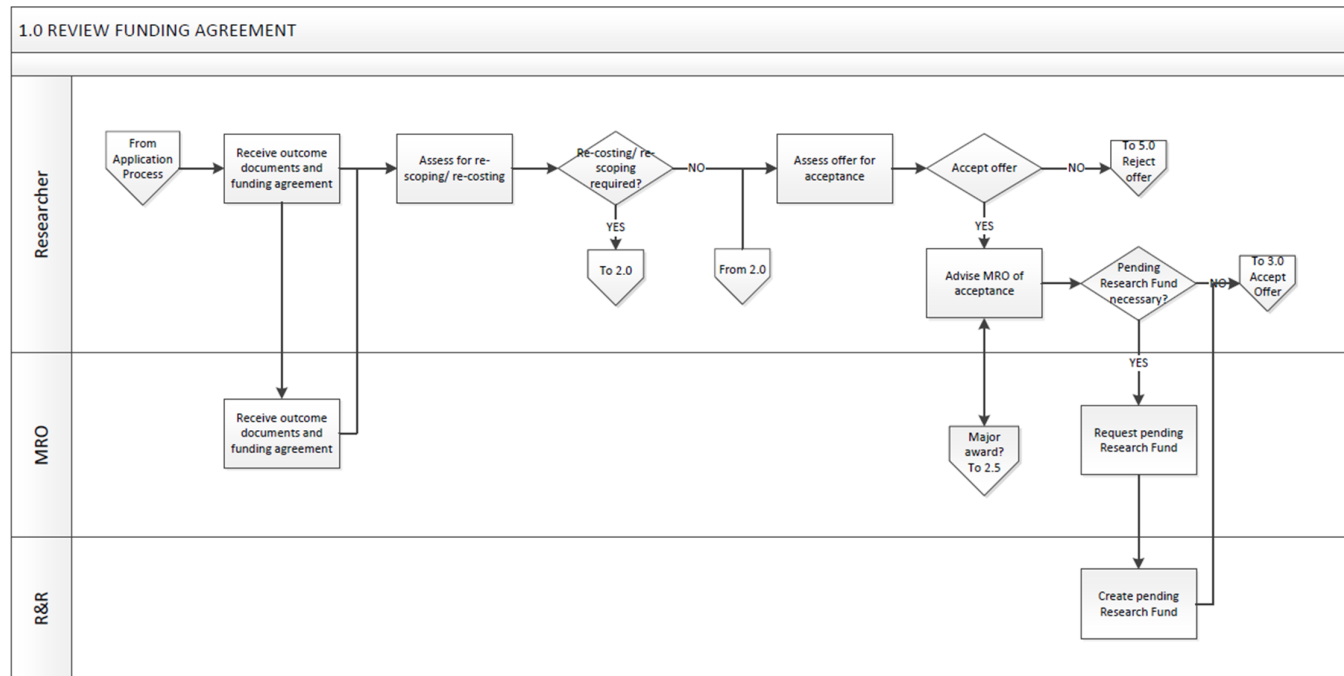 1.0 REVIEW FUNDING AGREEMENT
Researcher
From
Application
Process
Receive outcome
documents and
funding agreement
Assess for re-
scoping/ re-costing
Re-costing/ re-
scoping
required?
NO
YES
To 2.0
From 2.0
Assess offer for
acceptance
Accept offer
NO
To 5.0
Reject
offer
YES
Advise MRO of
acceptance
Pending
Research Fund
necessary?
NO
To 3.0
Accept
Offer
YES
MRO
Receive outcome
documents and
funding agreement
Major
award?
To 2.5
Request pending
Research Fund
R&R
Create pending
Research Fund